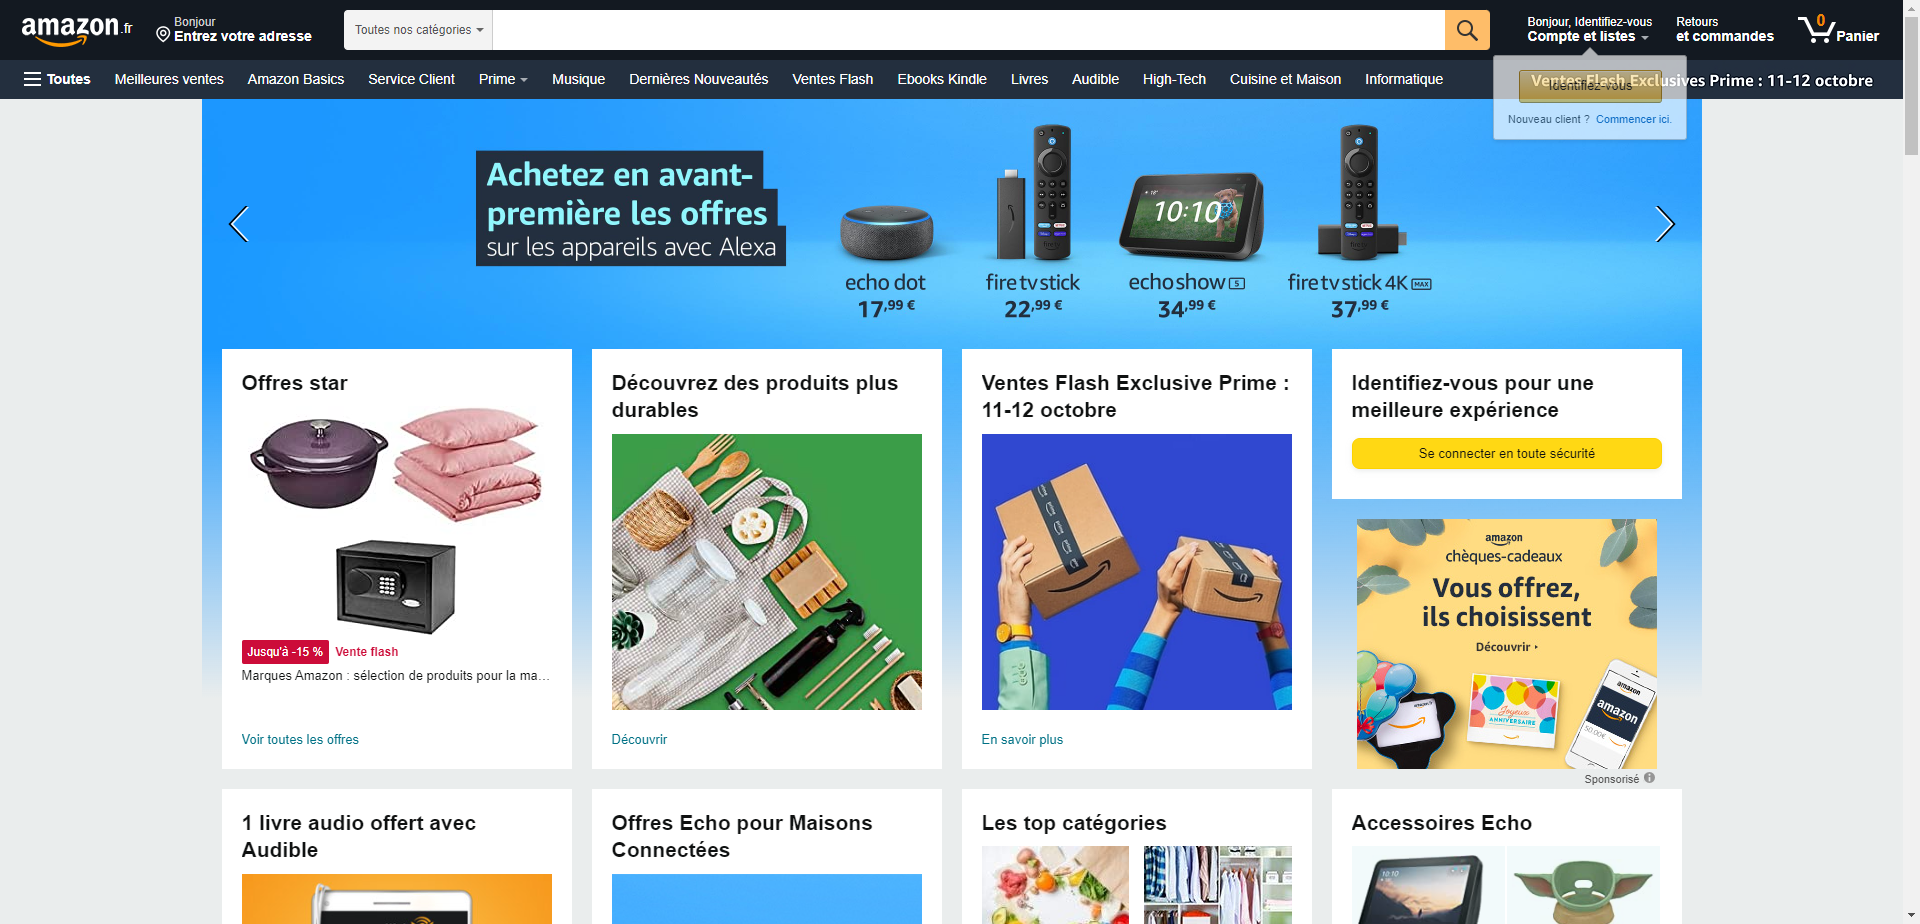 amazon.fr
Bonjour
Entrez votre adresse
Toutes nos catégories
Bonjour, Identifiez-vous
Compte et listes
Retours
et commandes
0
Panier
Toutes
Meilleures ventes
Amazon Basics
Service Client
Prime
Musique
Dernières Nouveautés
Ventes Flash
Ebooks Kindle
Livres
Audible
High-Tech
Cuisine et Maison
Informatique
Ventes Flash Exclusives Prime : 11-12 octobre
Identifiez-vous
Nouveau client ? Commencer ici.
Achetez en avant-
première les offres
sur les appareils avec Alexa
10:10
echo dot
17,99 €
fire tv stick
22,99 €
echo show 5
34,99 €
fire tv stick 4K MAX
37,99 €
Offres star
Jusqu'à -15 % Vente flash
Marques Amazon : sélection de produits pour la ma…
Voir toutes les offres
Découvrez des produits plus
durables
Découvrir
Ventes Flash Exclusive Prime :
11-12 octobre
En savoir plus
Identifiez-vous pour une
meilleure expérience
Se connecter en toute sécurité
amazon
chèques-cadeaux
Vous offrez,
ils choisissent
Découvrir
Joyeux
ANNIVERSAIRE
amazon
amazon
50,00€
Sponsorisé
1 livre audio offert avec
Audible
Offres Echo pour Maisons
Connectées
Les top catégories
Accessoires Echo
10:10